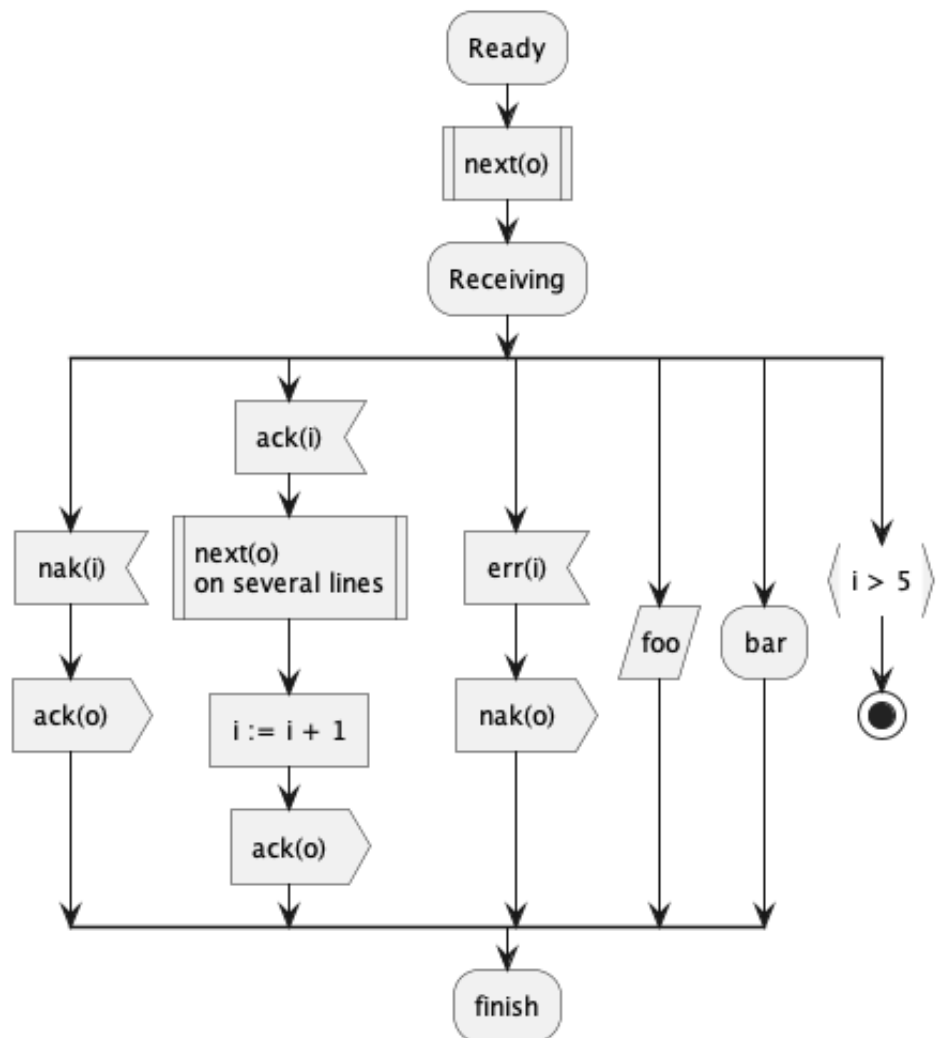 Ready
next(o)
Receiving
nak(i)
ack(o)
ack(i)
next(o)
on several lines
i := i + 1
ack(o)
err(i)
nak(o)
foo
bar
i > 5
finish